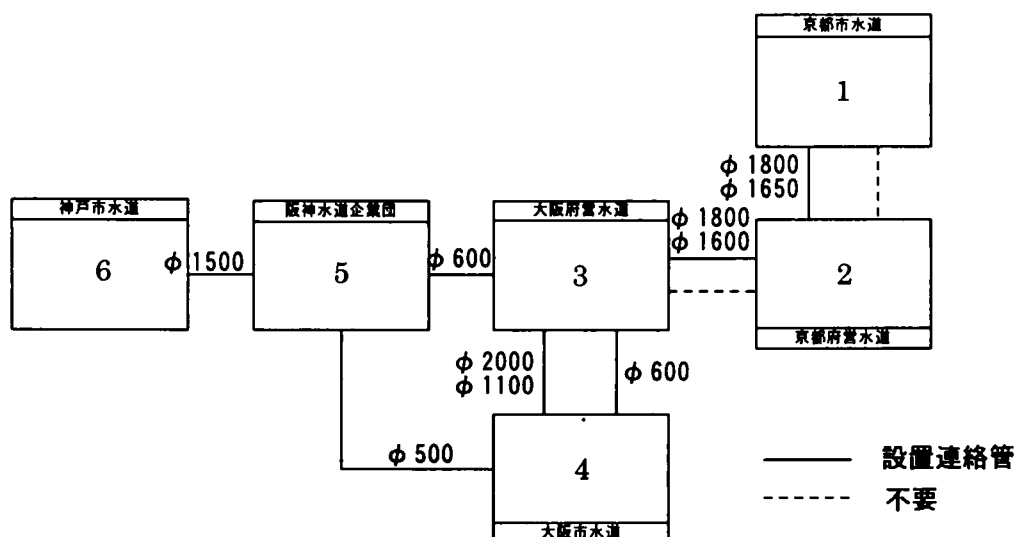 京都市水道
1
φ 1800
φ 1650
神戸市水道
6
φ 1500
阪神水道企業団
5
φ 600
大阪府営水道
3
φ 1800
φ 1600
2
京都府営水道
φ 2000
φ 1100
φ 600
φ 500
4
大阪市水道
設置連絡管
不要